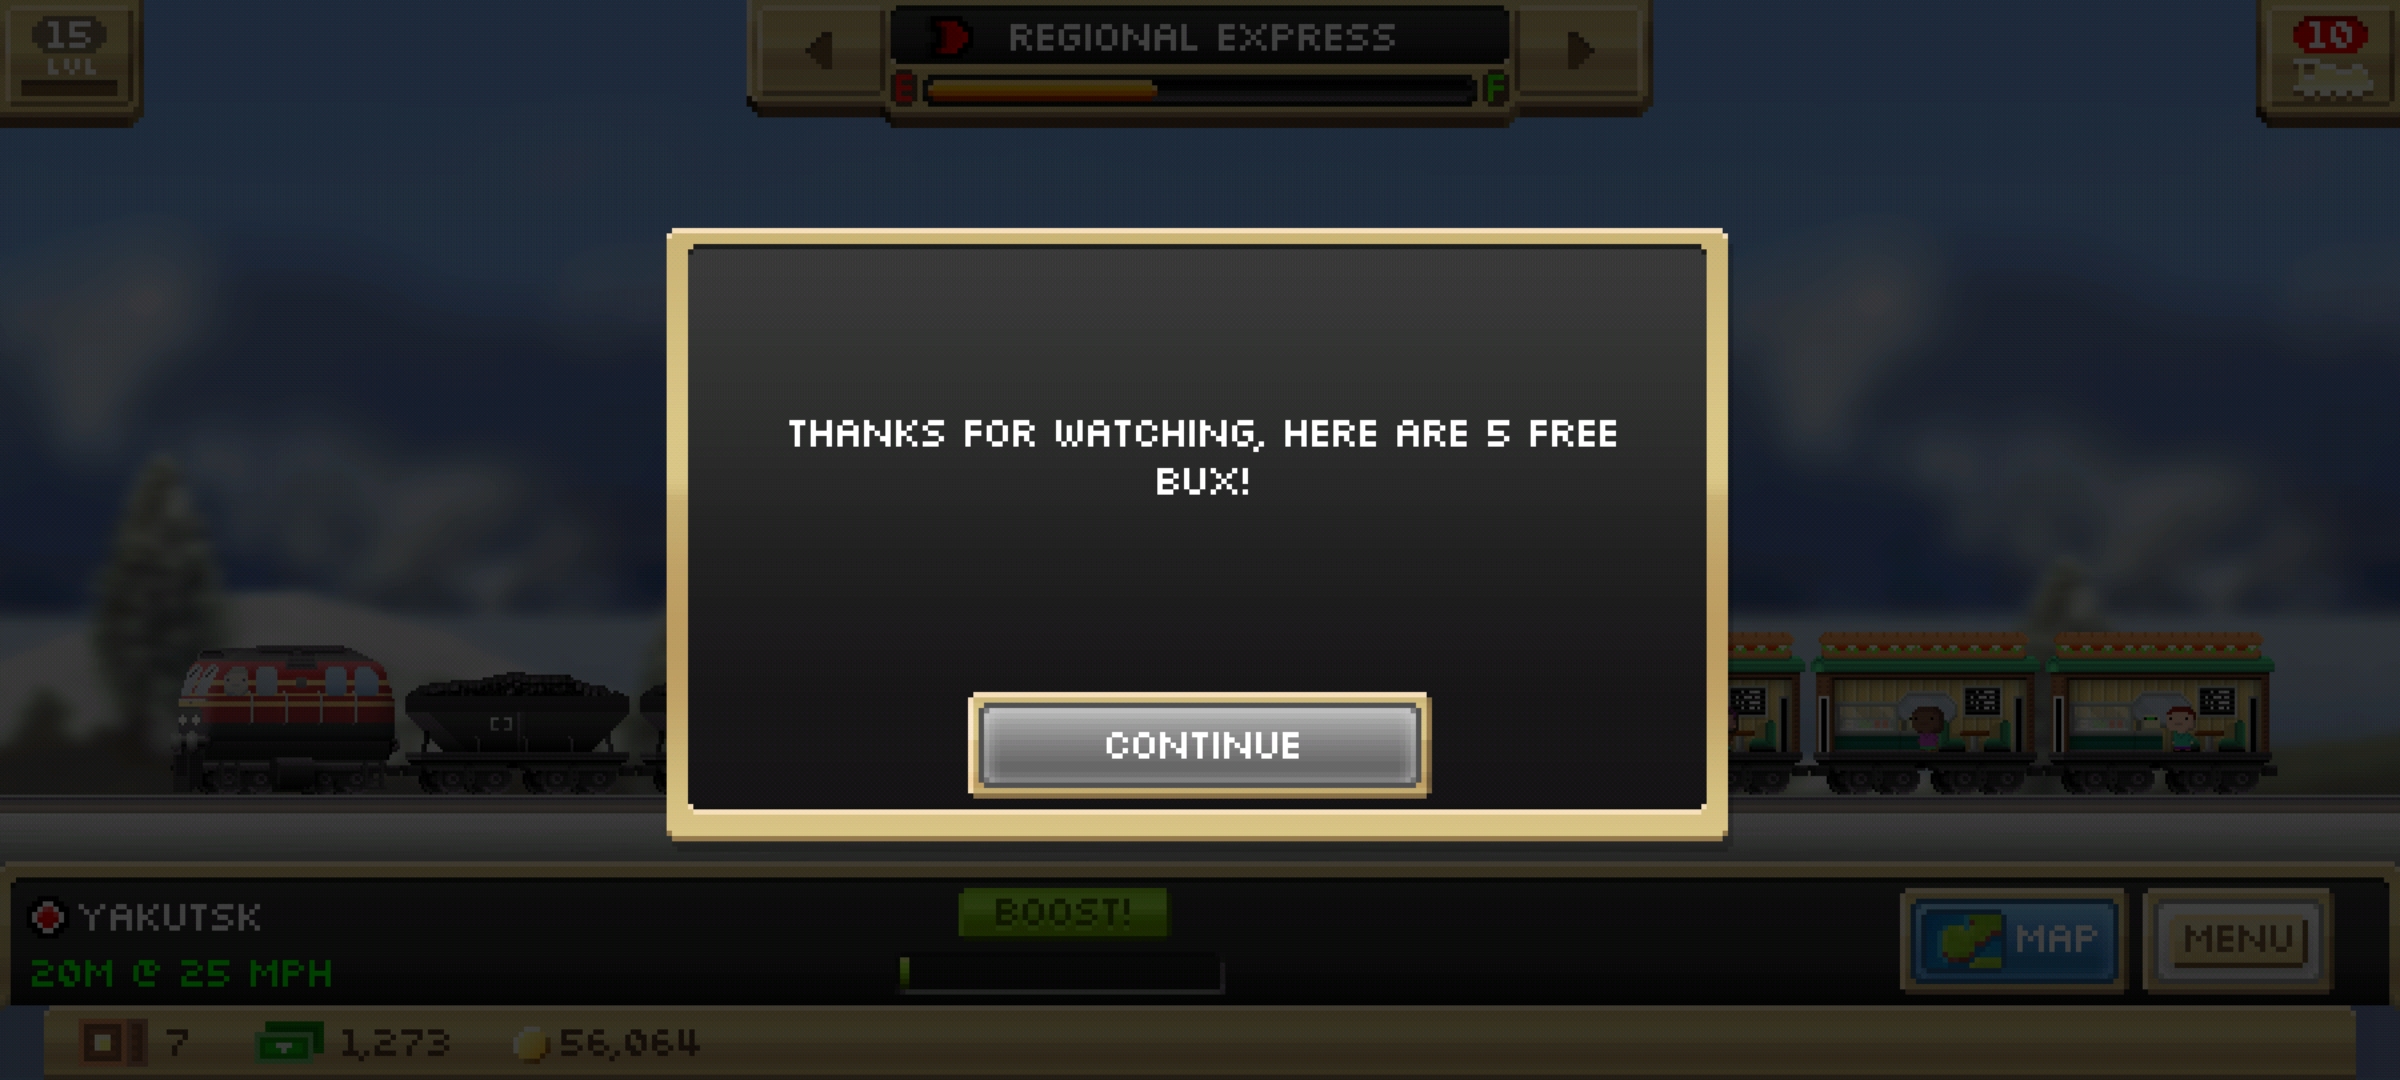 15
LVL
REGIONAL EXPRESS
E F
10
THANKS FOR WATCHING, HERE ARE 5 FREE
BUX!
CONTINUE
YAKUTSK
20M @ 25 MPH
BOOST!
MAP
MENU
7 1,273 56,064